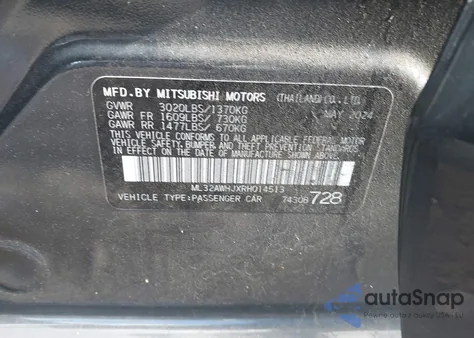 MFD.BY MITSUBISHI MOTORS (THAILAND) CO., LTD.
GVWR 3020LBS/1370KG MAY 2024
GAWR FR 1609LBS/ 730KG
GAWR RR 1477LBS/ 670KG
THIS VEHICLE CONFORMS TO ALL APPLICABLE FEDERAL MOTOR
VEHICLE SAFETY, BUMPER, AND THEFT PREVENTION STANDARDS
IN EFFECT ON THE DATE OF MANUFACTURE SHOWN ABOVE.
ML32AWHJXRH014513
VEHICLE TYPE:PASSENGER CAR 74308 728
autoSnap